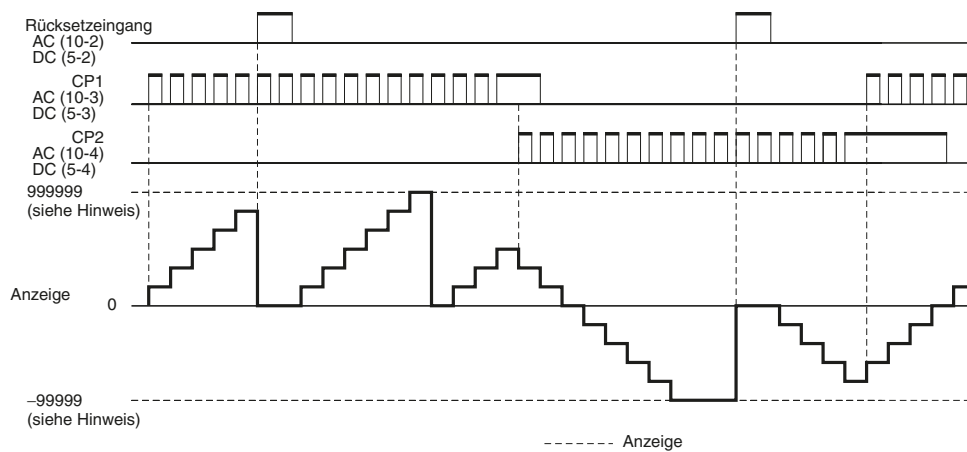 Rücksetzeingang
AC (10-2)
DC (5-2)
CP1
AC (10-3)
DC (5-3)
CP2
AC (10-4)
DC (5-4)
999999
(siehe Hinweis)
Anzeige 0
–99999
(siehe Hinweis)
Anzeige